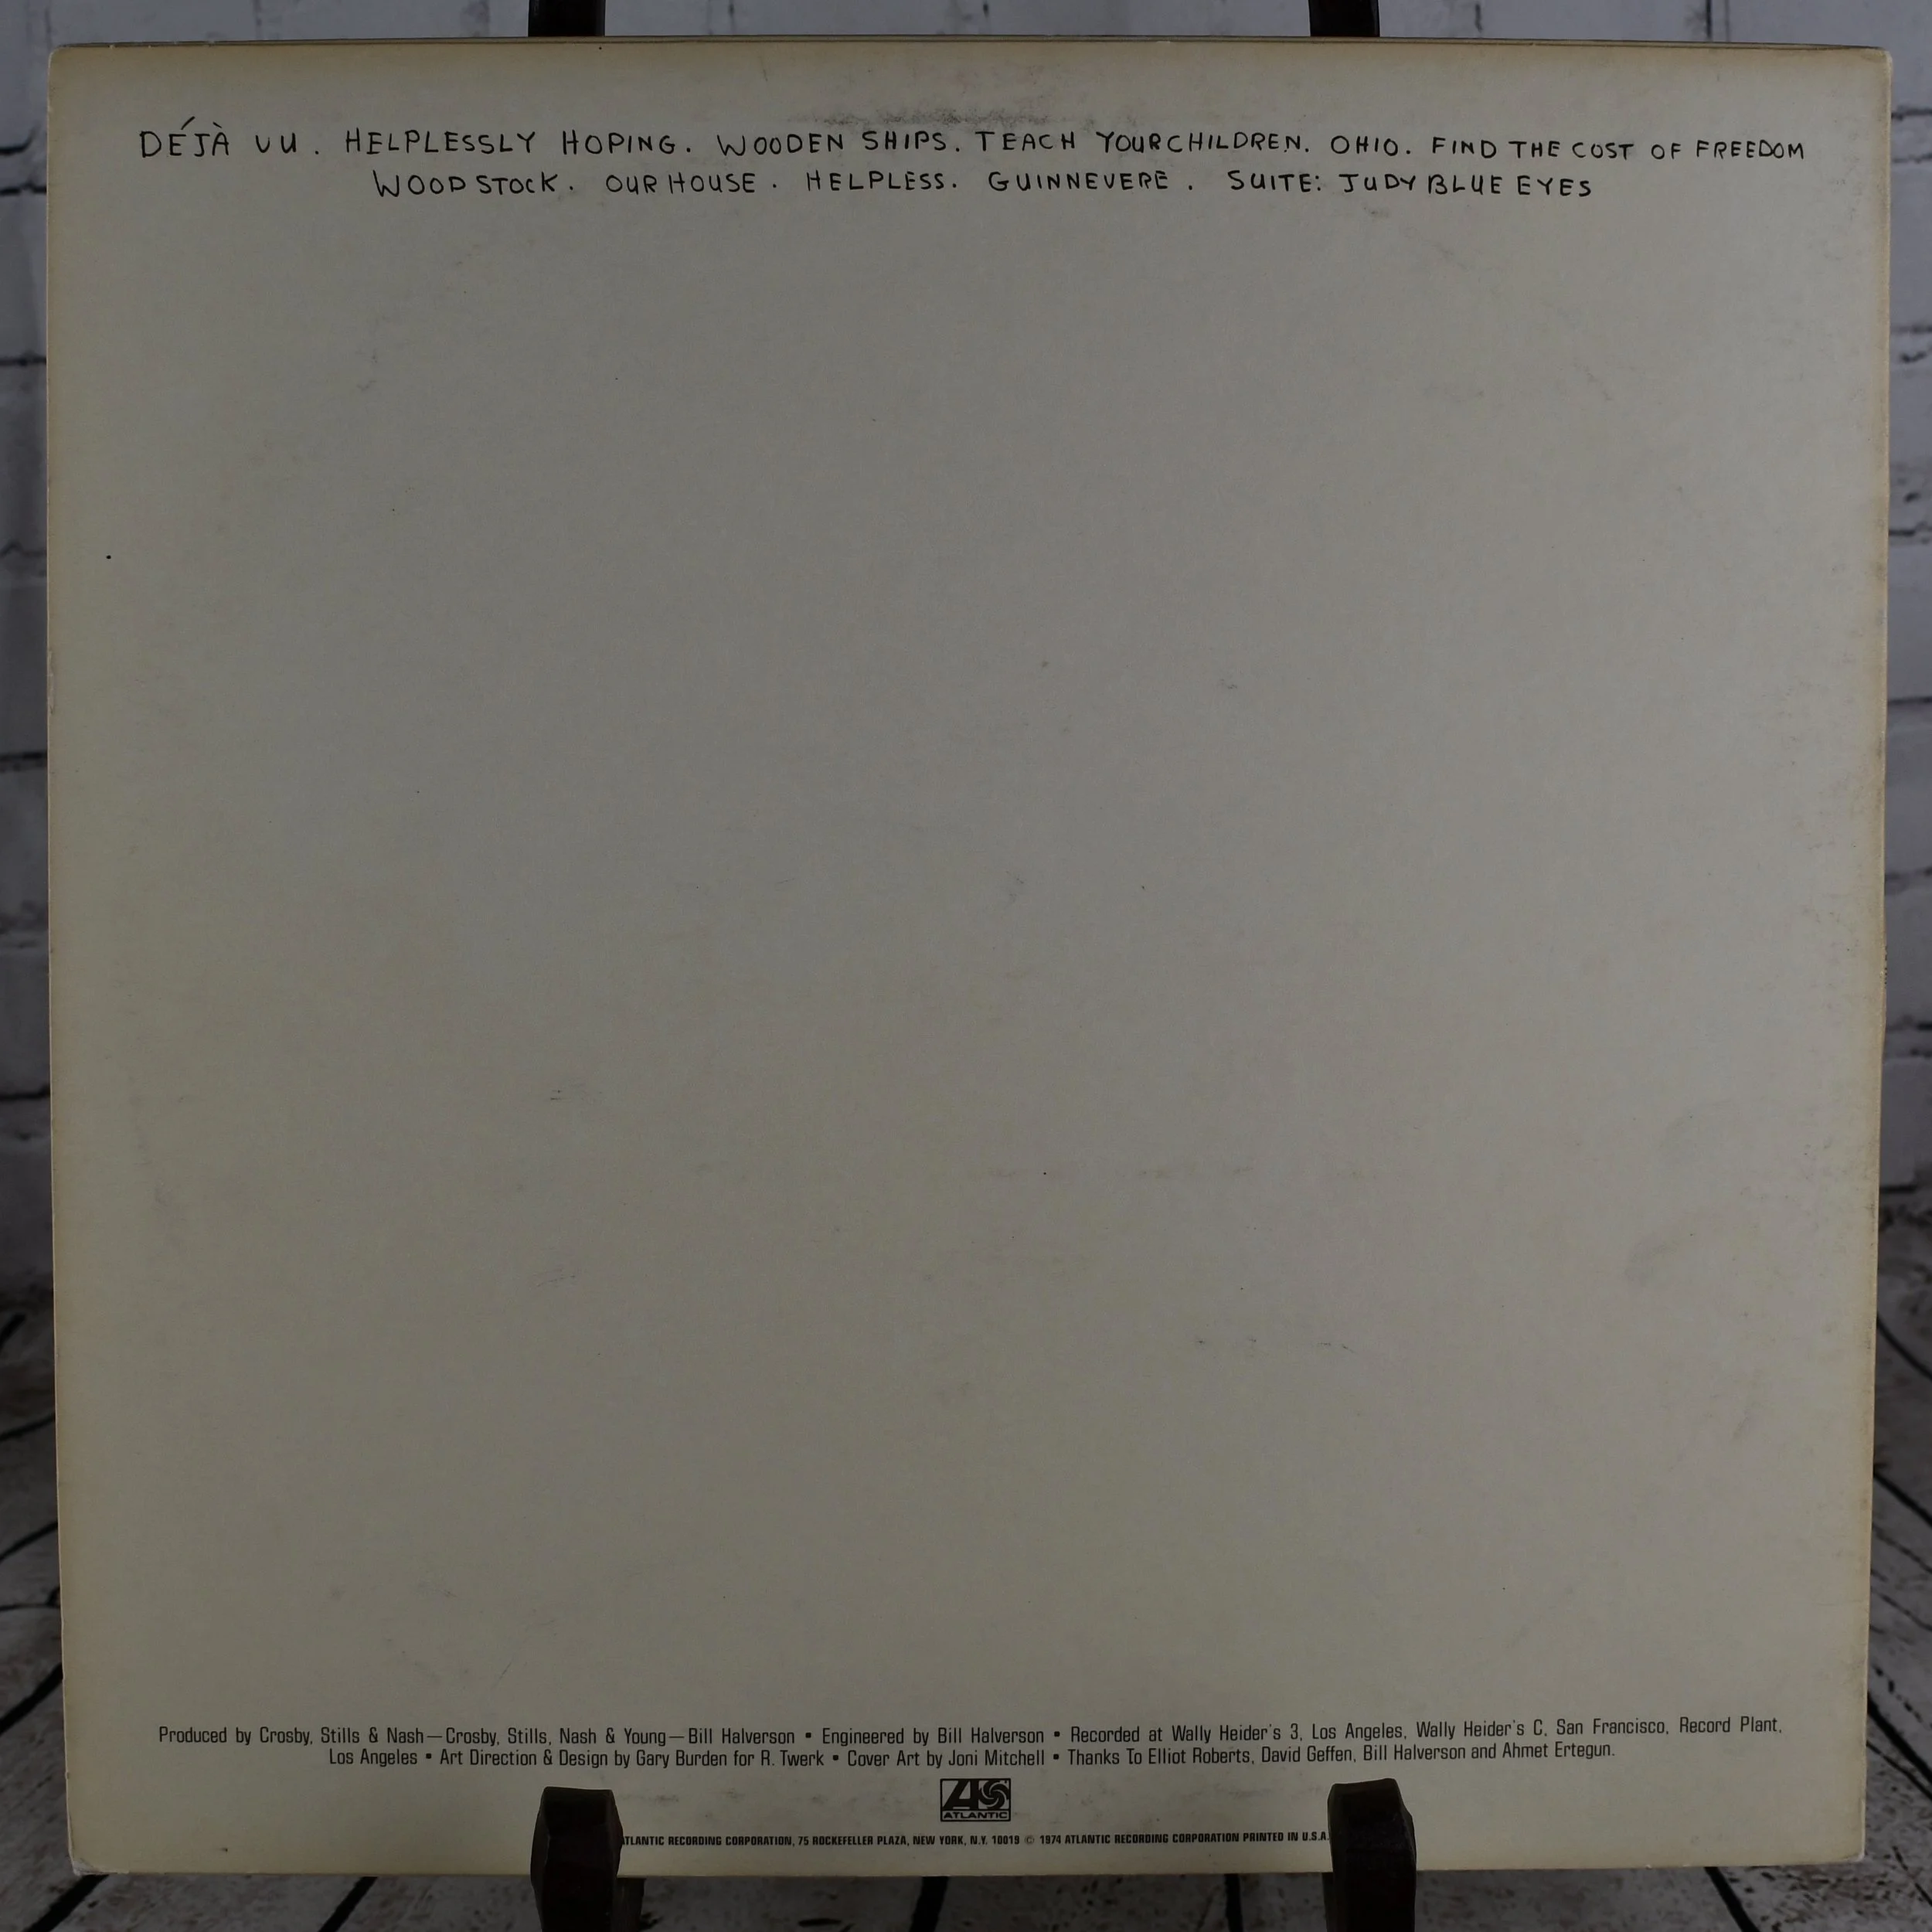 DÉJÀ VU. HELPLESSLY HOPING. WOODEN SHIPS. TEACH YOUR CHILDREN. OHIO. FIND THE COST OF FREEDOM
WOODSTOCK. OUR HOUSE. HELPLESS. GUINNEVERE. SUITE: JUDY BLUE EYES
Produced by Crosby, Stills & Nash—Crosby, Stills, Nash & Young—Bill Halverson • Engineered by Bill Halverson • Recorded at Wally Heider's 3, Los Angeles, Wally Heider's C, San Francisco, Record Plant,
Los Angeles • Art Direction & Design by Gary Burden for R. Twerk • Cover Art by Joni Mitchell • Thanks To Elliot Roberts, David Geffen, Bill Halverson and Ahmet Ertegun.
ATLANTIC
ATLANTIC RECORDING CORPORATION, 75 ROCKEFELLER PLAZA, NEW YORK, N.Y. 10019 © 1974 ATLANTIC RECORDING CORPORATION PRINTED IN U.S.A.